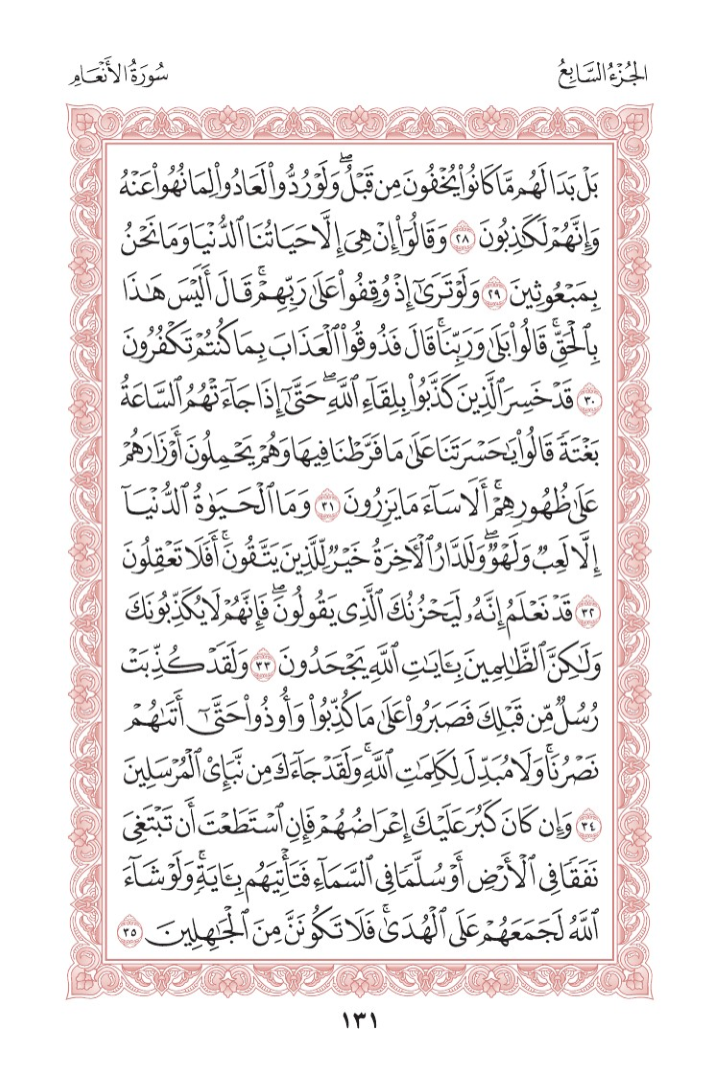 الجُزْءُ السَّابِعُ
سُورَةُ الأَنْعَامِ
بَلْ بَدَا لَهُم مَّا كَانُوا۟ يُخْفُونَ مِن قَبْلُ ۖ وَلَوْ رُدُّوا۟ لَعَادُوا۟ لِمَا نُهُوا۟ عَنْهُ
وَإِنَّهُمْ لَكَـٰذِبُونَ ٢٨ وَقَالُوٓا۟ إِنْ هِىَ إِلَّا حَيَاتُنَا ٱلدُّنْيَا وَمَا نَحْنُ
بِمَبْعُوثِينَ ٢٩ وَلَوْ تَرَىٰٓ إِذْ وُقِفُوا۟ عَلَىٰ رَبِّهِمْ ۚ قَالَ أَلَيْسَ هَـٰذَا
بِٱلْحَقِّ ۚ قَالُوا۟ بَلَىٰ وَرَبِّنَا ۚ قَالَ فَذُوقُوا۟ ٱلْعَذَابَ بِمَا كُنتُمْ تَكْفُرُونَ
٣٠ قَدْ خَسِرَ ٱلَّذِينَ كَذَّبُوا۟ بِلِقَآءِ ٱللَّهِ ۖ حَتَّىٰٓ إِذَا جَآءَتْهُمُ ٱلسَّاعَةُ
بَغْتَةً قَالُوا۟ يَـٰحَسْرَتَنَا عَلَىٰ مَا فَرَّطْنَا فِيهَا وَهُمْ يَحْمِلُونَ أَوْزَارَهُمْ
عَلَىٰ ظُهُورِهِمْ ۚ أَلَا سَآءَ مَا يَزِرُونَ ٣١ وَمَا ٱلْحَيَوٰةُ ٱلدُّنْيَآ
إِلَّا لَعِبٌ وَلَهْوٌ ۖ وَلَلدَّارُ ٱلْـَٔاخِرَةُ خَيْرٌ لِّلَّذِينَ يَتَّقُونَ ۗ أَفَلَا تَعْقِلُونَ
٣٢ قَدْ نَعْلَمُ إِنَّهُۥ لَيَحْزُنُكَ ٱلَّذِى يَقُولُونَ ۖ فَإِنَّهُمْ لَا يُكَذِّبُونَكَ
وَلَـٰكِنَّ ٱلظَّـٰلِمِينَ بِـَٔايَـٰتِ ٱللَّهِ يَجْحَدُونَ ٣٣ وَلَقَدْ كُذِّبَتْ
رُسُلٌ مِّن قَبْلِكَ فَصَبَرُوا۟ عَلَىٰ مَا كُذِّبُوا۟ وَأُوذُوا۟ حَتَّىٰٓ أَتَىٰهُمْ
نَصْرُنَا ۚ وَلَا مُبَدِّلَ لِكَلِمَـٰتِ ٱللَّهِ ۚ وَلَقَدْ جَآءَكَ مِن نَّبَإِى۟ ٱلْمُرْسَلِينَ
٣٤ وَإِن كَانَ كَبُرَ عَلَيْكَ إِعْرَاضُهُمْ فَإِنِ ٱسْتَطَعْتَ أَن تَبْتَغِىَ
نَفَقًا فِى ٱلْأَرْضِ أَوْ سُلَّمًا فِى ٱلسَّمَآءِ فَتَأْتِيَهُم بِـَٔايَةٍ ۚ وَلَوْ شَآءَ
ٱللَّهُ لَجَمَعَهُمْ عَلَى ٱلْهُدَىٰ ۚ فَلَا تَكُونَنَّ مِنَ ٱلْجَـٰهِلِينَ ٣٥
١٣١